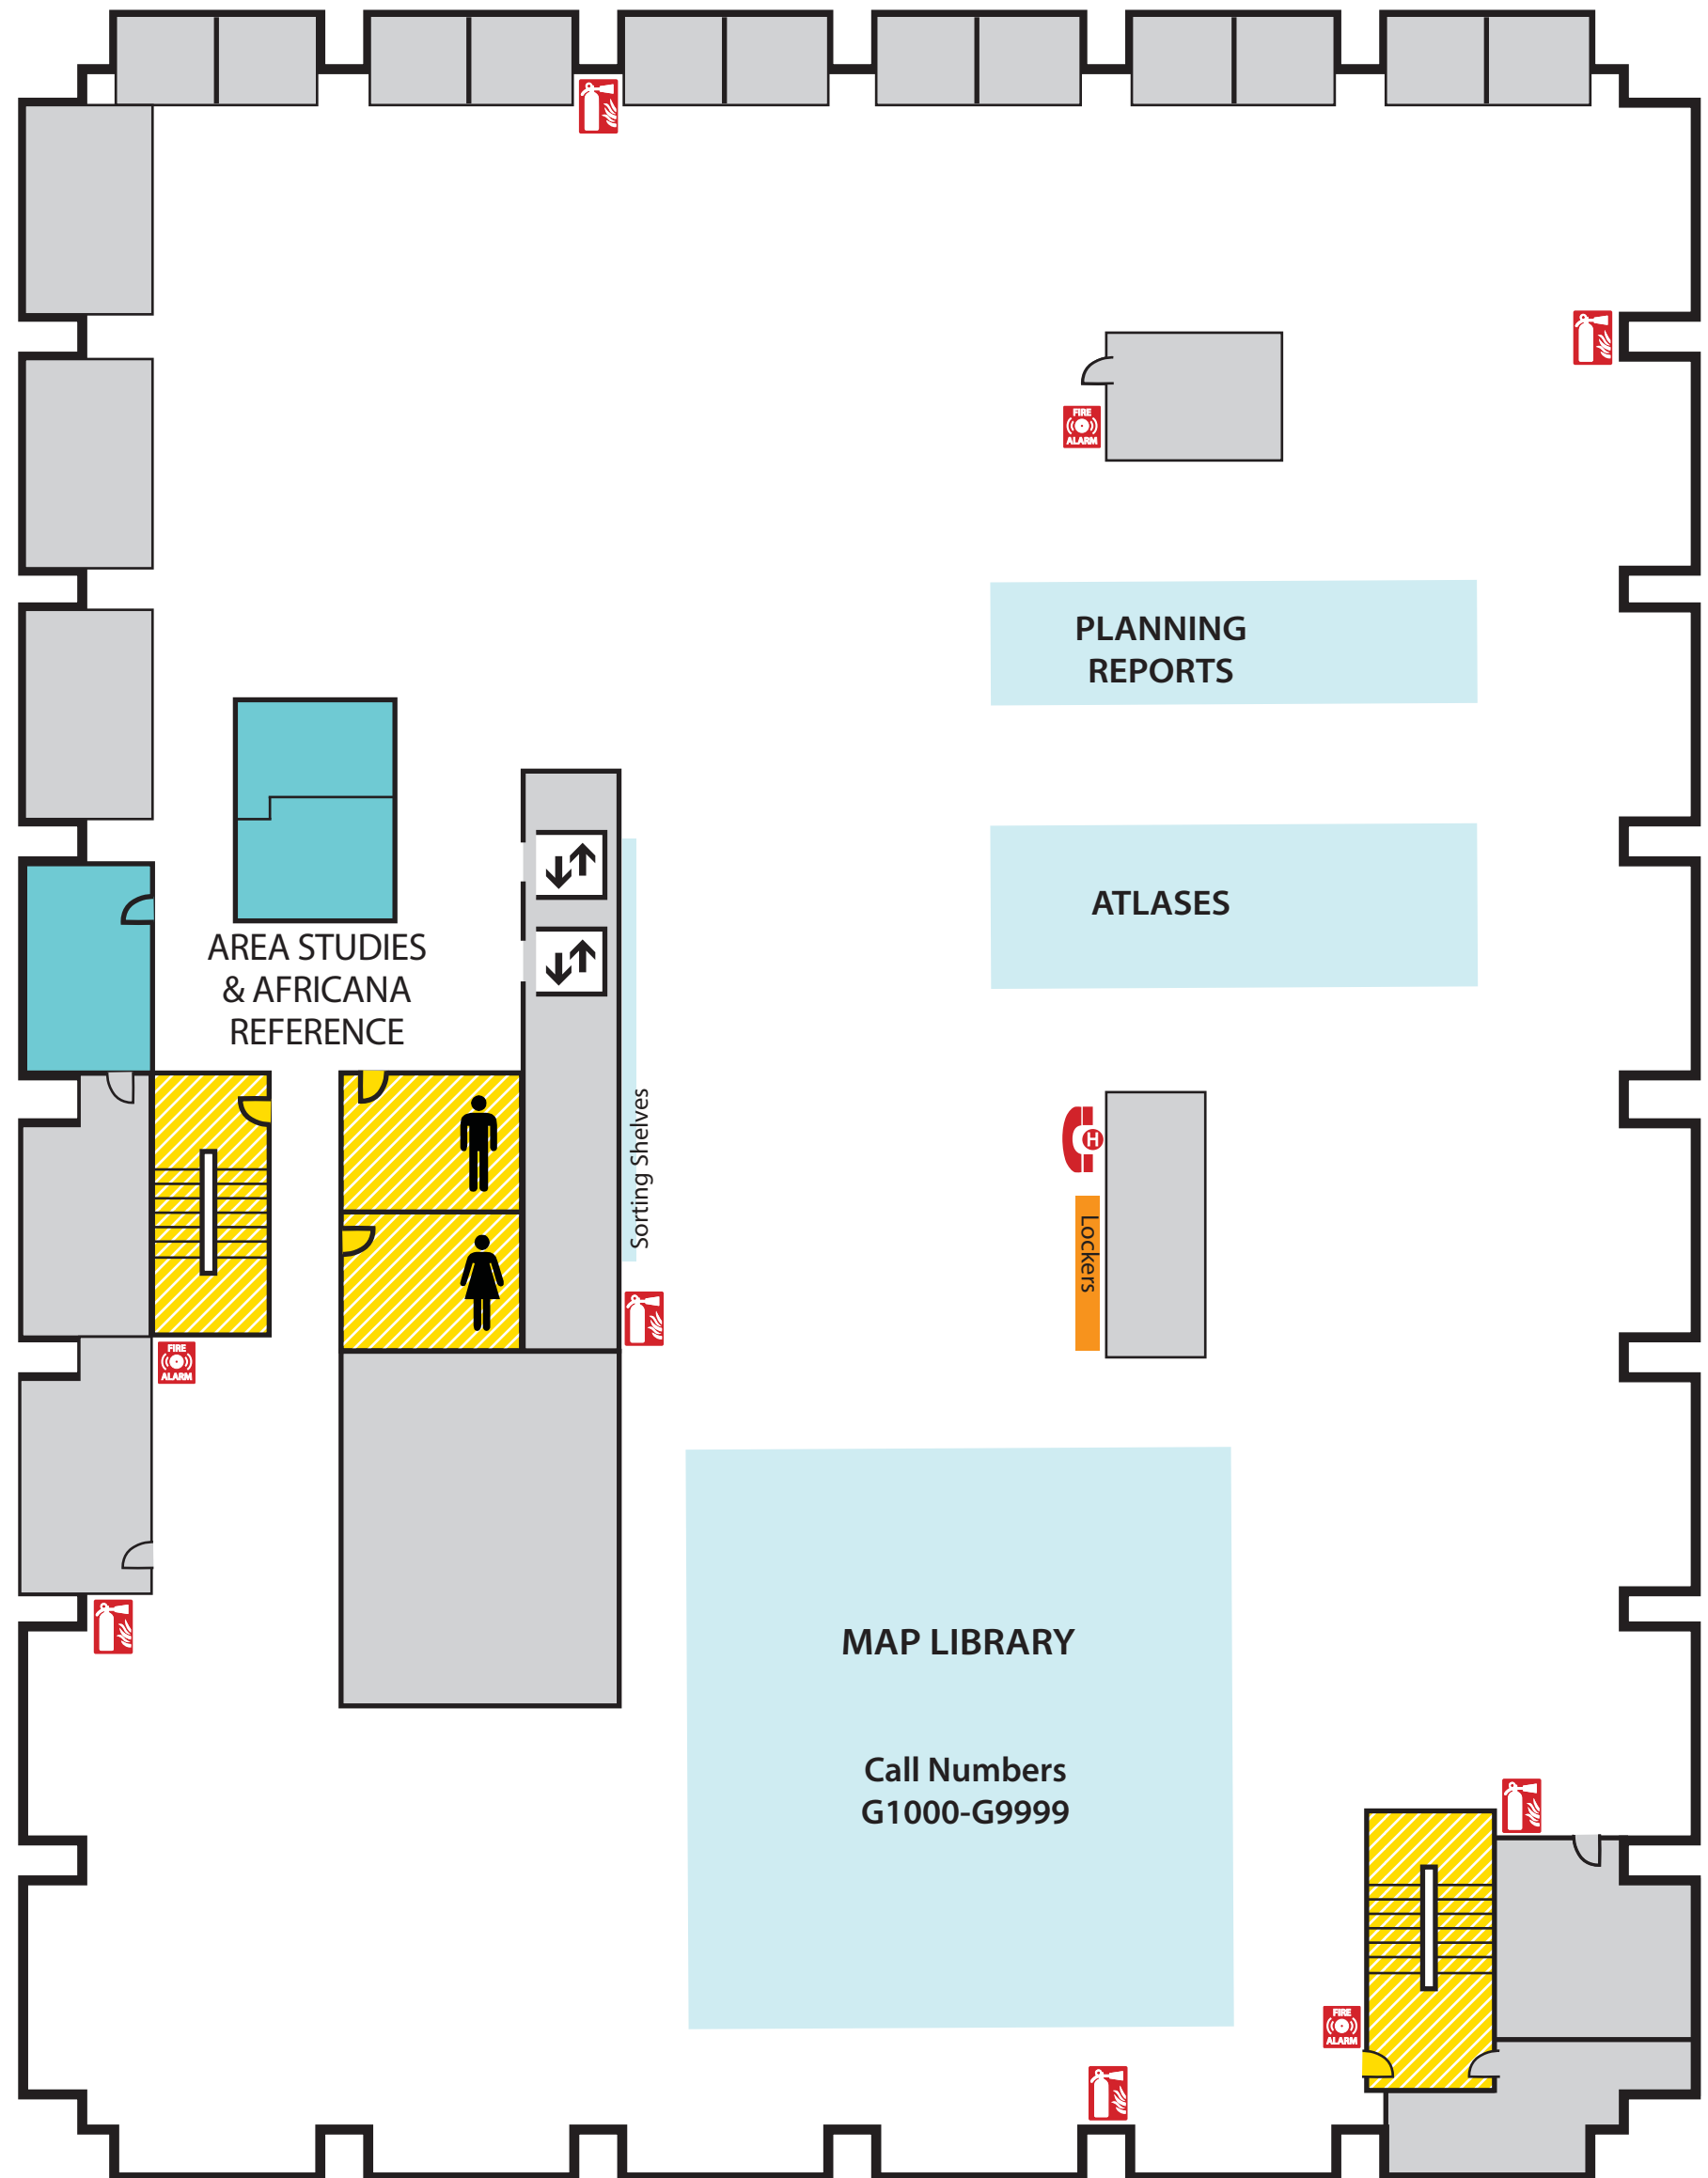 FIRE
ALARM
PLANNING
REPORTS
ATLASES
AREA STUDIES
& AFRICANA
REFERENCE
Sorting Shelves
H
Lockers
FIRE
ALARM
MAP LIBRARY
Call Numbers
G1000-G9999
FIRE
ALARM